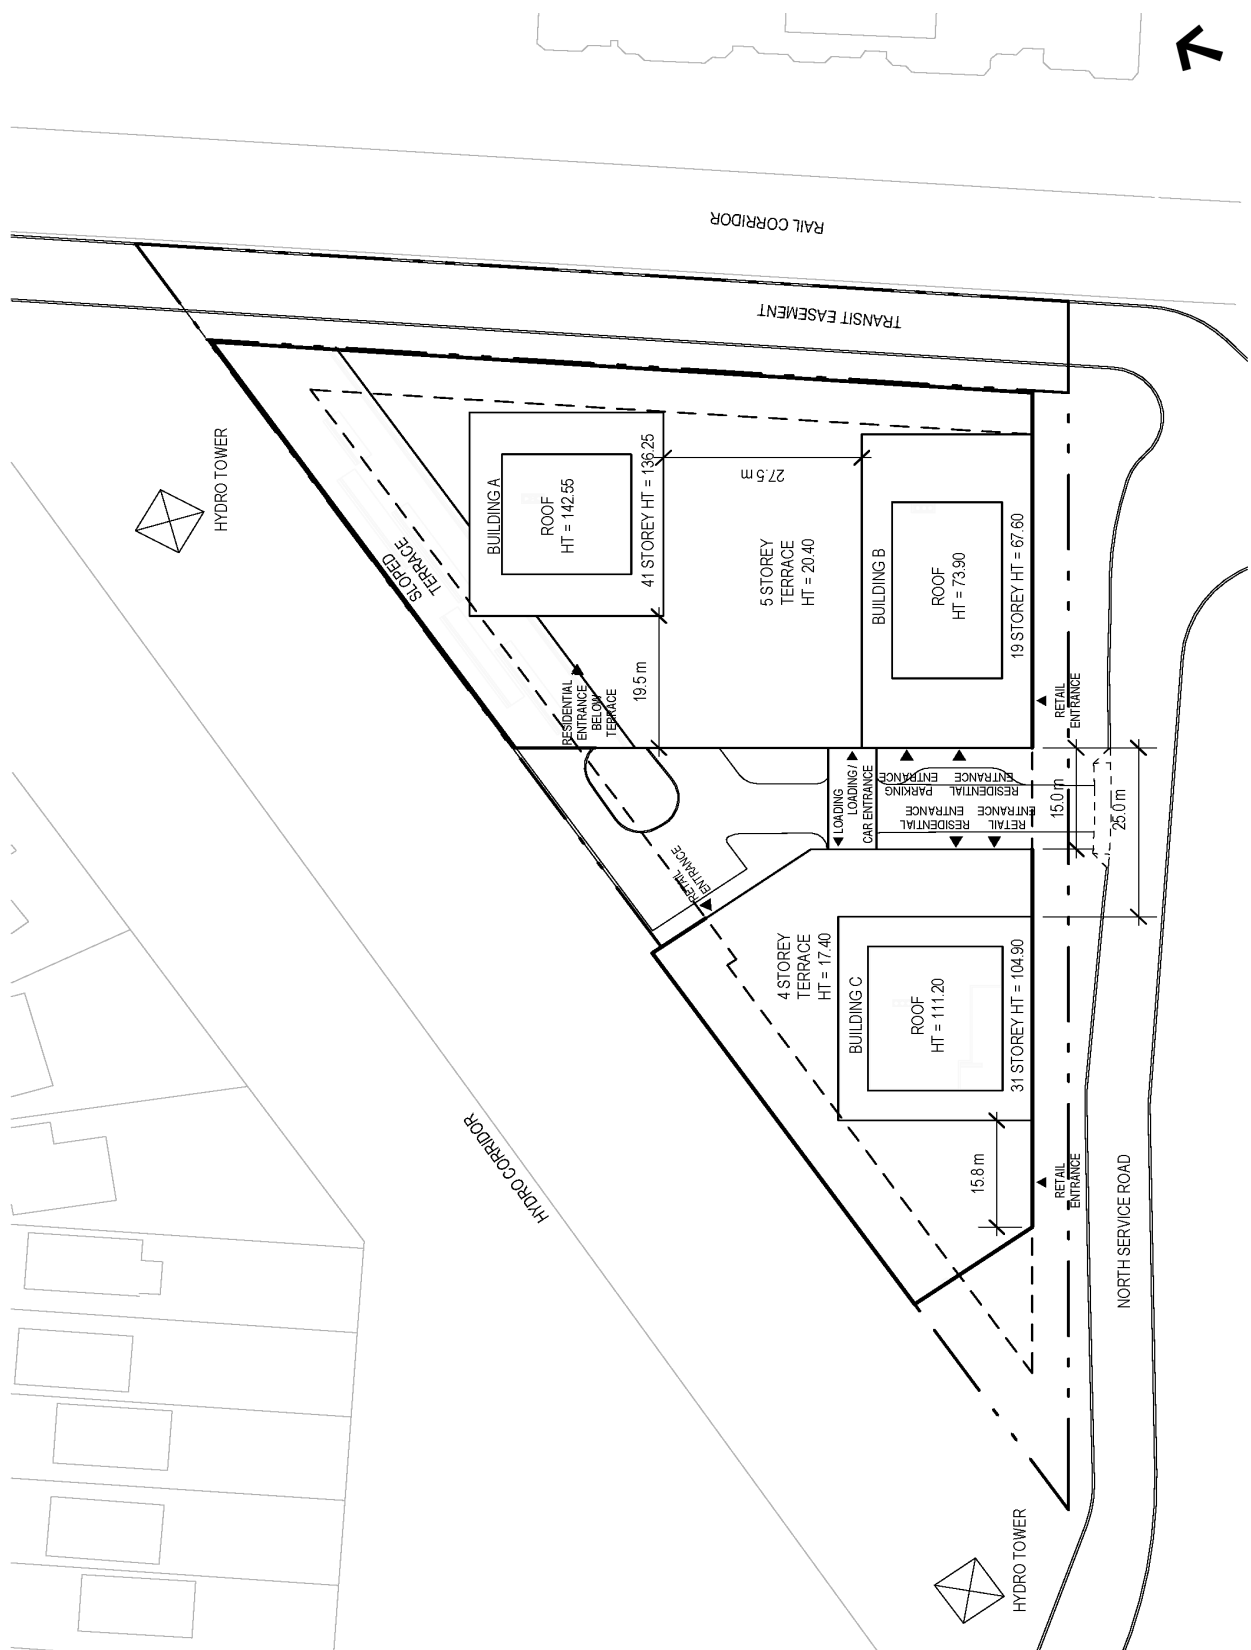 RAIL CORRIDOR
TRANSIT EASEMENT
HYDRO TOWER
SLOPED
TERRACE
BUILDING A
ROOF
HT = 142.55
41 STOREY HT = 136.25
27.5 m
5 STOREY
TERRACE
HT = 20.40
BUILDING B
ROOF
HT = 73.90
19 STOREY HT = 67.60
19.5 m
RESIDENTIAL
ENTRANCE
BELOW
TERRACE
RETAIL
ENTRANCE
LOADING
LOADING/
CAR ENTRANCE
PARKING
ENTRANCE
RESIDENTIAL
ENTRANCE
RESIDENTIAL
ENTRANCE
RETAIL
ENTRANCE
15.0 m
25.0 m
RETAIL
ENTRANCE
4 STOREY
TERRACE
HT = 17.40
BUILDING C
ROOF
HT = 111.20
31 STOREY HT = 104.90
15.8 m
RETAIL
ENTRANCE
HYDRO CORRIDOR
NORTH SERVICE ROAD
HYDRO TOWER